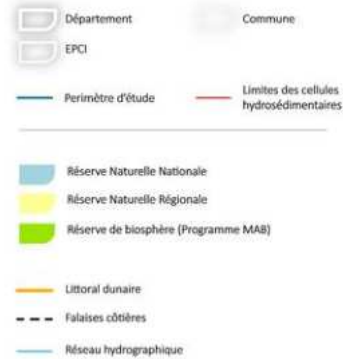 Département
Commune
EPCI
Perimètre d'étude
Limites des cellules
hydrosédimentaires
Réserve Naturelle Nationale
Réserve Naturelle Régionale
Réserve de biosphère (Programme MAB)
Littoral dunaire
Falaises côtières
Réseau hydrographique